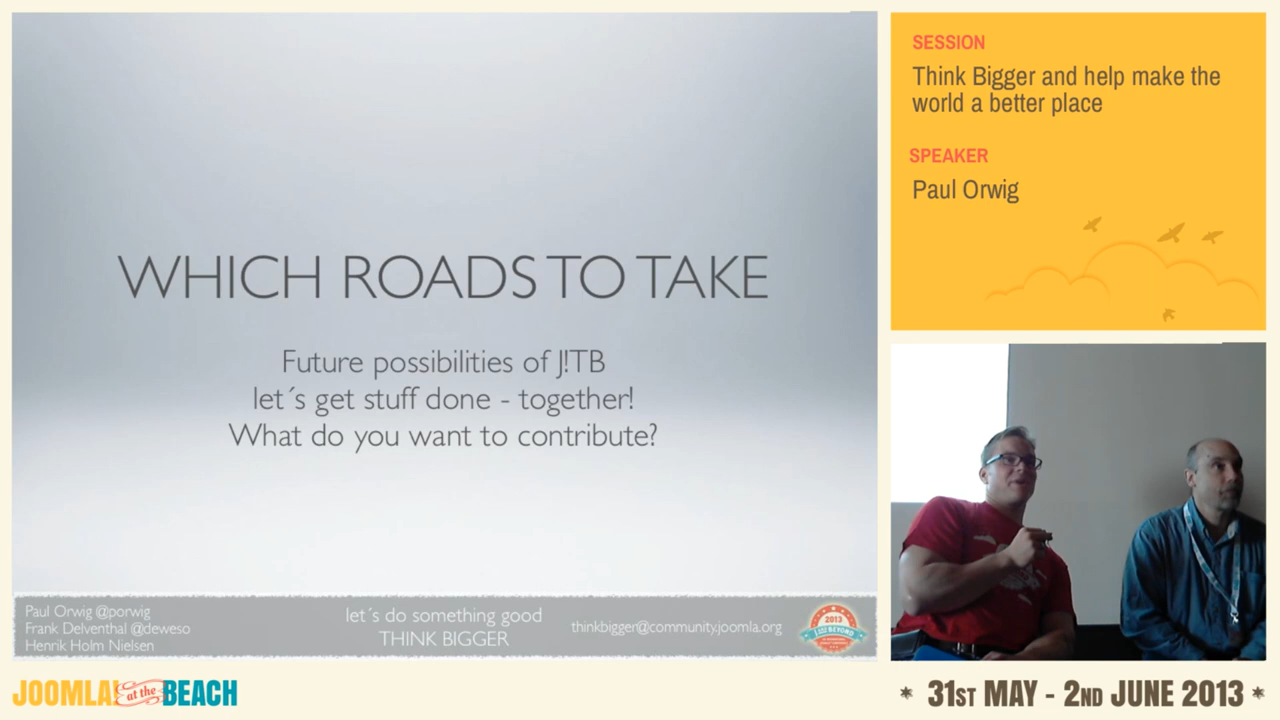 WHICH ROADS TO TAKE
Future possibilities of J!TB
let´s get stuff done - together!
What do you want to contribute?
Paul Orwig @porwig
Frank Delventhal @deweso
Henrik Holm Nielsen
let´s do something good
THINK BIGGER
thinkbigger@community.joomla.org
2013
J AND BEYOND
SESSION
Think Bigger and help make the
world a better place
SPEAKER
Paul Orwig
JOOMLA! at the BEACH
* 31ST MAY - 2ND JUNE 2013 *